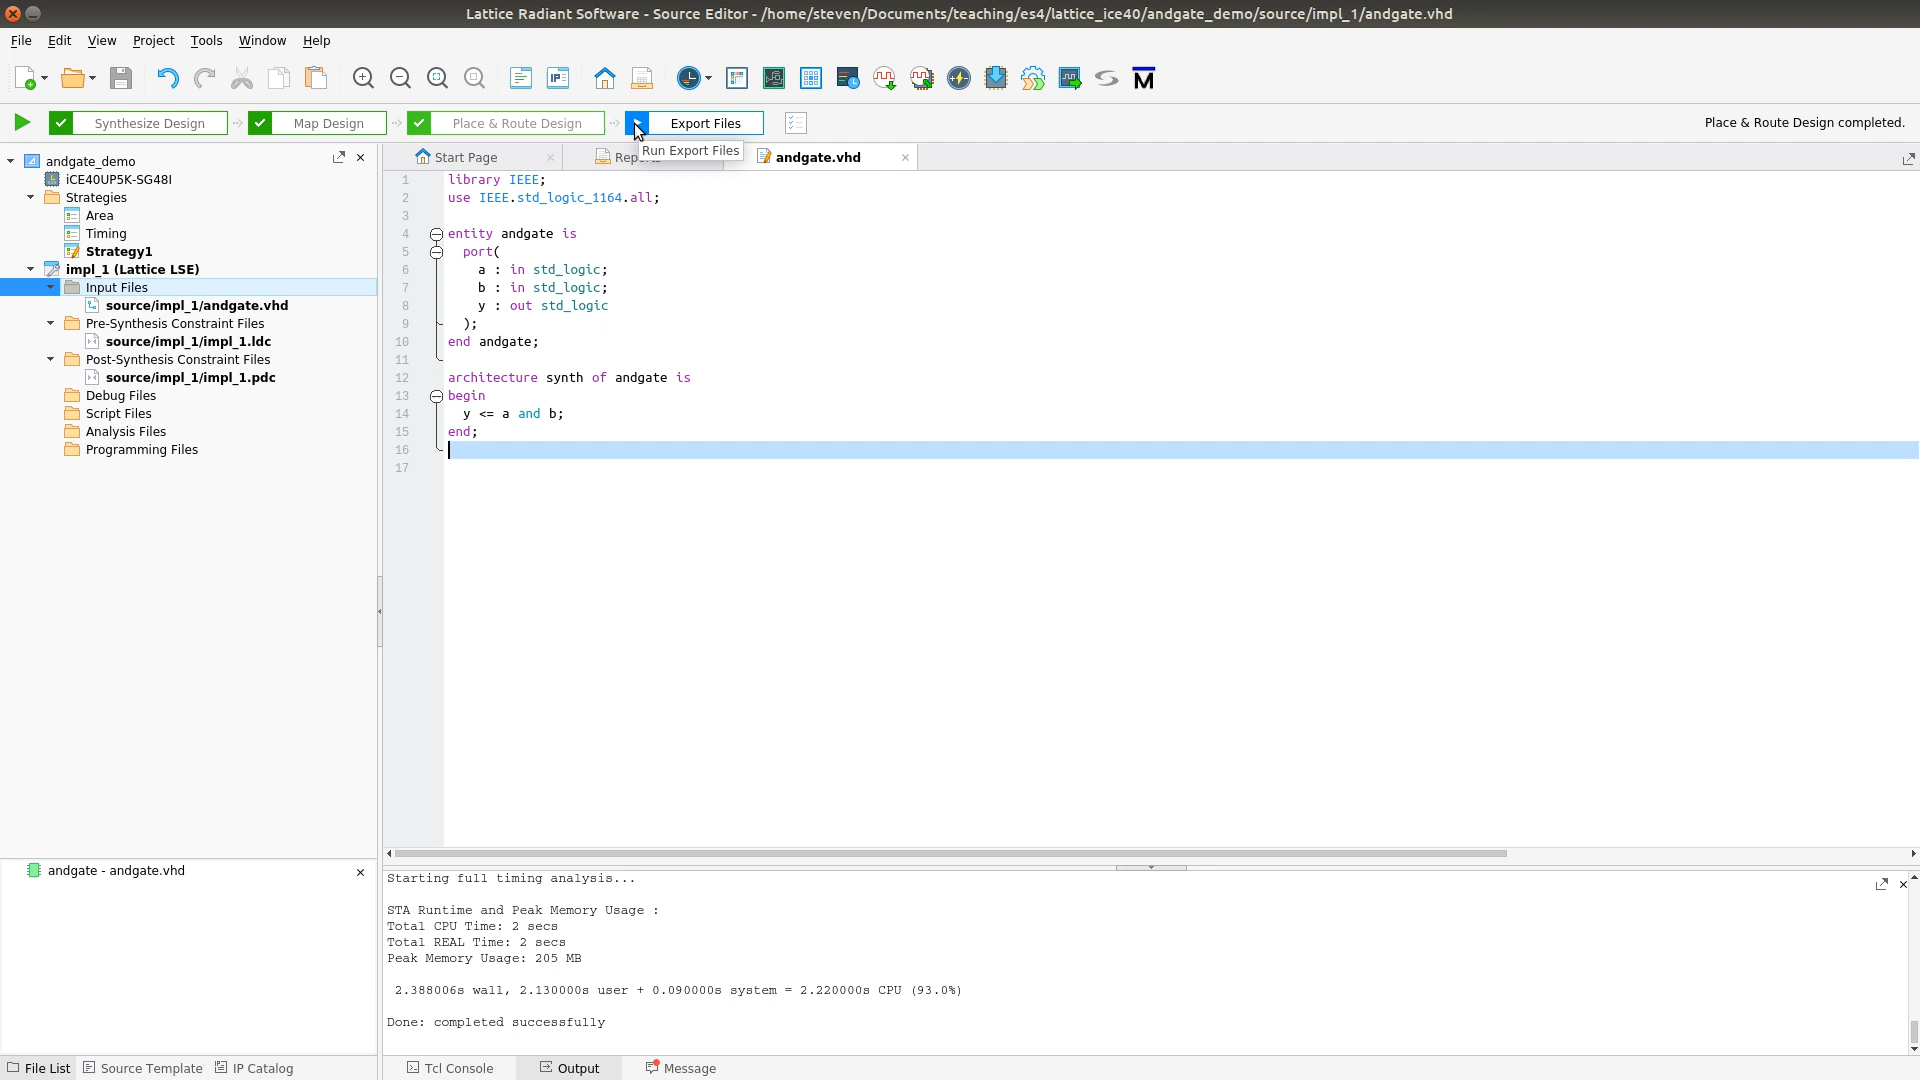 Lattice Radiant Software - Source Editor - /home/steven/Documents/teaching/es4/lattice_ice40/andgate_demo/source/impl_1/andgate.vhd
File Edit View Project Tools Window Help
IP
M
Synthesize Design Map Design Place & Route Design Export Files Place & Route Design completed.
Run Export Files
Start Page Repor andgate.vhd
andgate_demo
iCE40UP5K-SG48I
Strategies
Area
Timing
Strategy1
impl_1 (Lattice LSE)
Input Files
source/impl_1/andgate.vhd
Pre-Synthesis Constraint Files
source/impl_1/impl_1.ldc
Post-Synthesis Constraint Files
source/impl_1/impl_1.pdc
Debug Files
Script Files
Analysis Files
Programming Files
1 library IEEE;
2 use IEEE.std_logic_1164.all;
3
4 entity andgate is
5 port(
6 a : in std_logic;
7 b : in std_logic;
8 y : out std_logic
9 );
10 end andgate;
11
12 architecture synth of andgate is
13 begin
14 y <= a and b;
15 end;
16
17
andgate - andgate.vhd
Starting full timing analysis...
STA Runtime and Peak Memory Usage :
Total CPU Time: 2 secs
Total REAL Time: 2 secs
Peak Memory Usage: 205 MB
2.388006s wall, 2.130000s user + 0.090000s system = 2.220000s CPU (93.0%)
Done: completed successfully
File List Source Template IP Catalog
Tcl Console Output Message